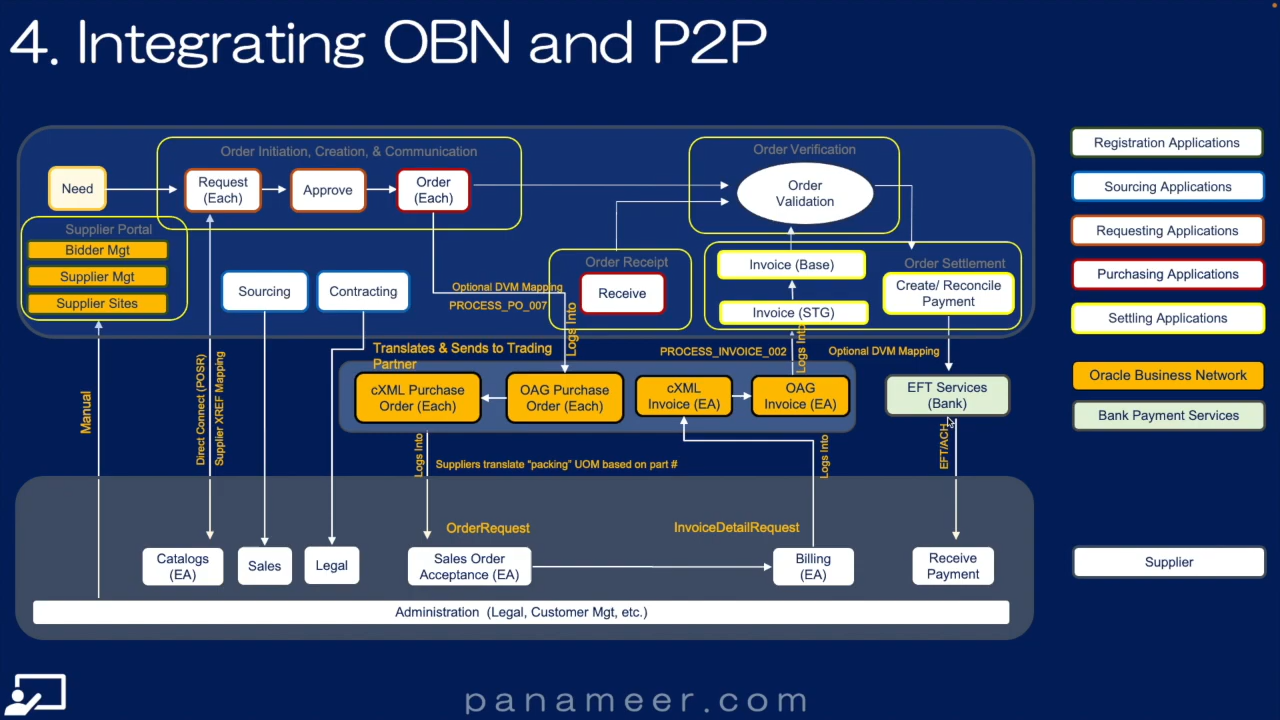 4. Integrating OBN and P2P
Order Initiation, Creation, & Communication
Need
Request
(Each)
Approve
Order
(Each)
Order Verification
Order
Validation
Supplier Portal
Bidder Mgt
Supplier Mgt
Supplier Sites
Sourcing
Contracting
Optional DVM Mapping
PROCESS_PO_007
Logs Into
Order Receipt
Receive
Invoice (Base)
Invoice (STG)
Order Settlement
Create/ Reconcile
Payment
Translates & Sends to Trading
Partner
PROCESS_INVOICE_002
Logs Into
Optional DVM Mapping
cXML Purchase
Order (Each)
OAG Purchase
Order (Each)
cXML
Invoice (EA)
OAG
Invoice (EA)
EFT Services
(Bank)
Manual
Direct Connect (POSR)
Supplier XREF Mapping
Logs Into
Suppliers translate "packing" UOM based on part #
Logs Into
EFT/ACH
OrderRequest
InvoiceDetailRequest
Catalogs
(EA)
Sales
Legal
Sales Order
Acceptance (EA)
Billing
(EA)
Receive
Payment
Administration (Legal, Customer Mgt, etc.)
Registration Applications
Sourcing Applications
Requesting Applications
Purchasing Applications
Settling Applications
Oracle Business Network
Bank Payment Services
Supplier
panameer.com